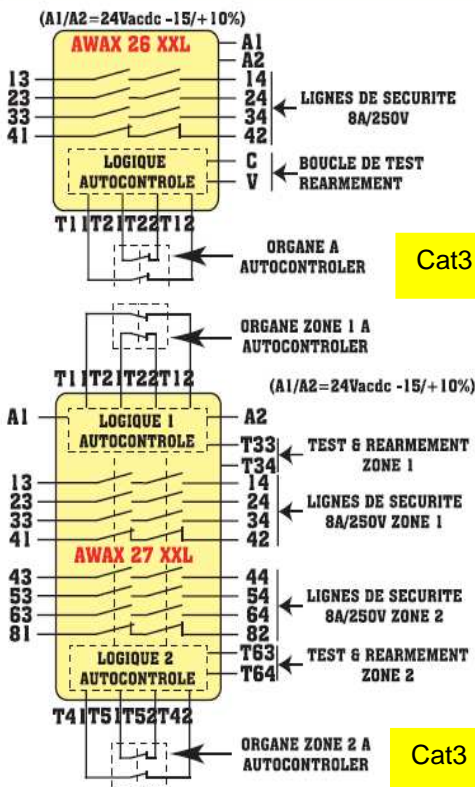 (A1/A2=24Vacdc -15/+10%)
AWAX 26 XXL
A1
A2
13 14
23 24
33 34
41 42
LIGNES DE SECURITE
8A/250V
LOGIQUE
AUTOCONTROLE
C
V
BOUCLE DE TEST
REARMEMENT
T11 T21 T22 T12
ORGANE A
AUTOCONTROLER
Cat3
ORGANE ZONE 1 A
AUTOCONTROLER
T11 T21 T22 T12
(A1/A2=24Vacdc -15/+10%)
A1 A2
LOGIQUE 1
AUTOCONTROLE
T33
T34
TEST & REARMEMENT
ZONE 1
13 14
23 24
33 34
41 42
LIGNES DE SECURITE
8A/250V ZONE 1
AWAX 27 XXL
43 44
53 54
63 64
81 82
LIGNES DE SECURITE
8A/250V ZONE 2
LOGIQUE 2
AUTOCONTROLE
T63
T64
TEST & REARMEMENT
ZONE 2
T41 T51 T52 T42
ORGANE ZONE 2 A
AUTOCONTROLER
Cat3